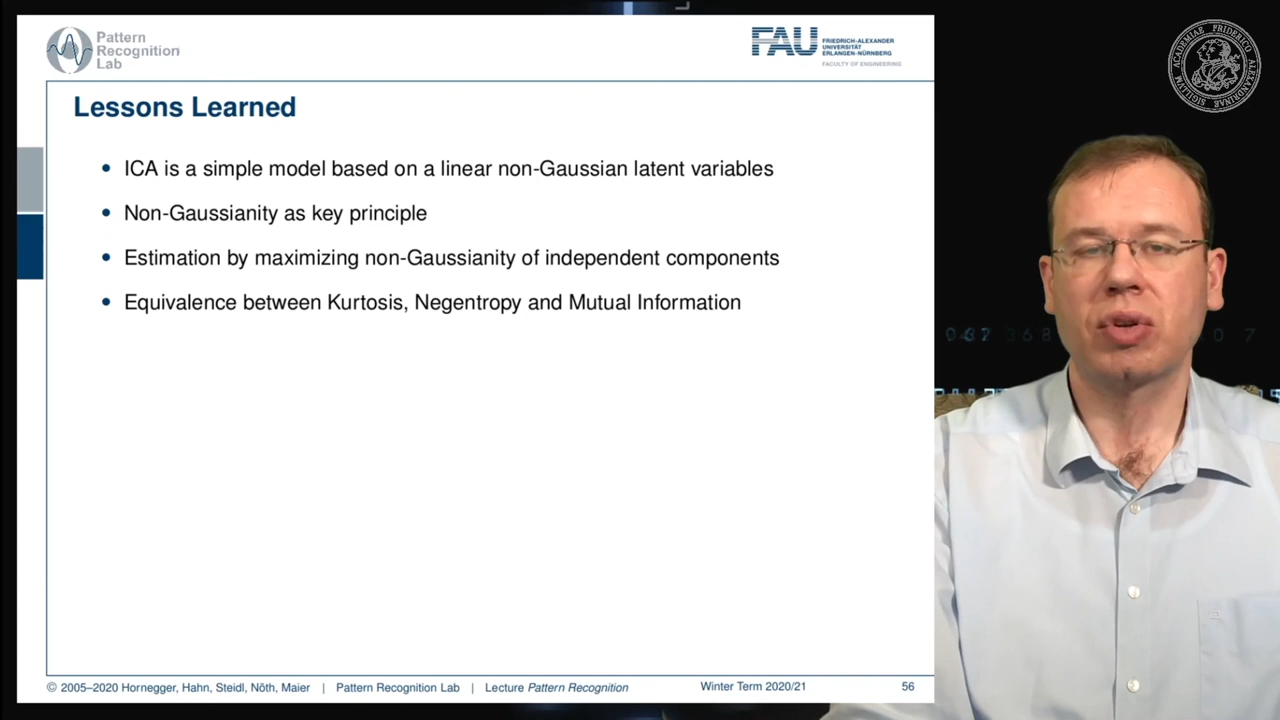 Pattern
Recognition
Lab
FAU
FRIEDRICH-ALEXANDER
UNIVERSITÄT
ERLANGEN-NÜRNBERG
FACULTY OF ENGINEERING
Lessons Learned
• ICA is a simple model based on a linear non-Gaussian latent variables
• Non-Gaussianity as key principle
• Estimation by maximizing non-Gaussianity of independent components
• Equivalence between Kurtosis, Negentropy and Mutual Information
© 2005–2020 Hornegger, Hahn, Steidl, Nöth, Maier | Pattern Recognition Lab | Lecture Pattern Recognition Winter Term 2020/21 56